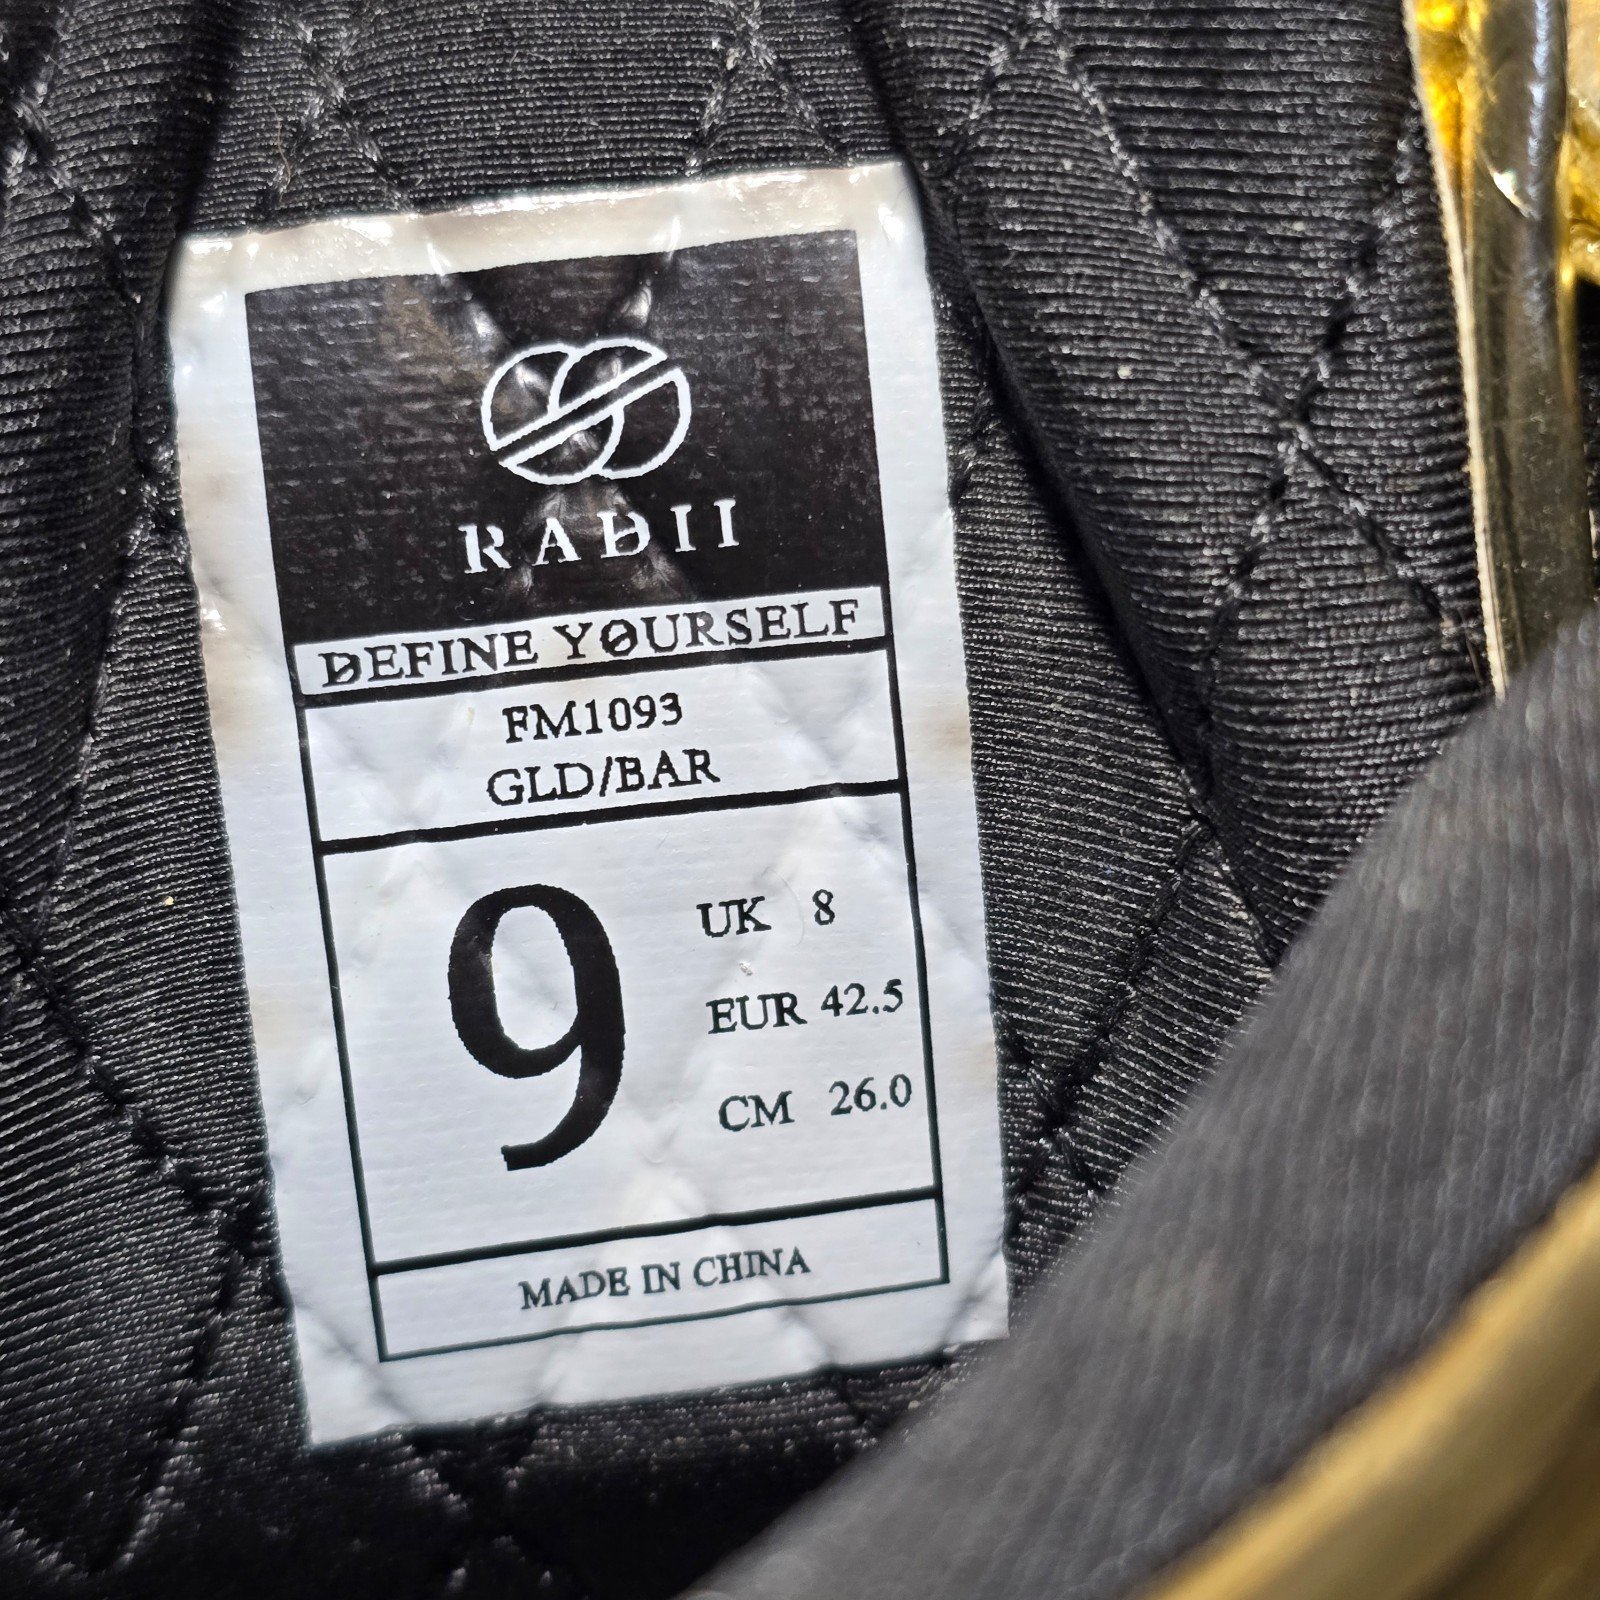 RADII
DEFINE YØURSELF
FM1093
GLD/BAR
9
UK 8
EUR 42.5
CM 26.0
MADE IN CHINA